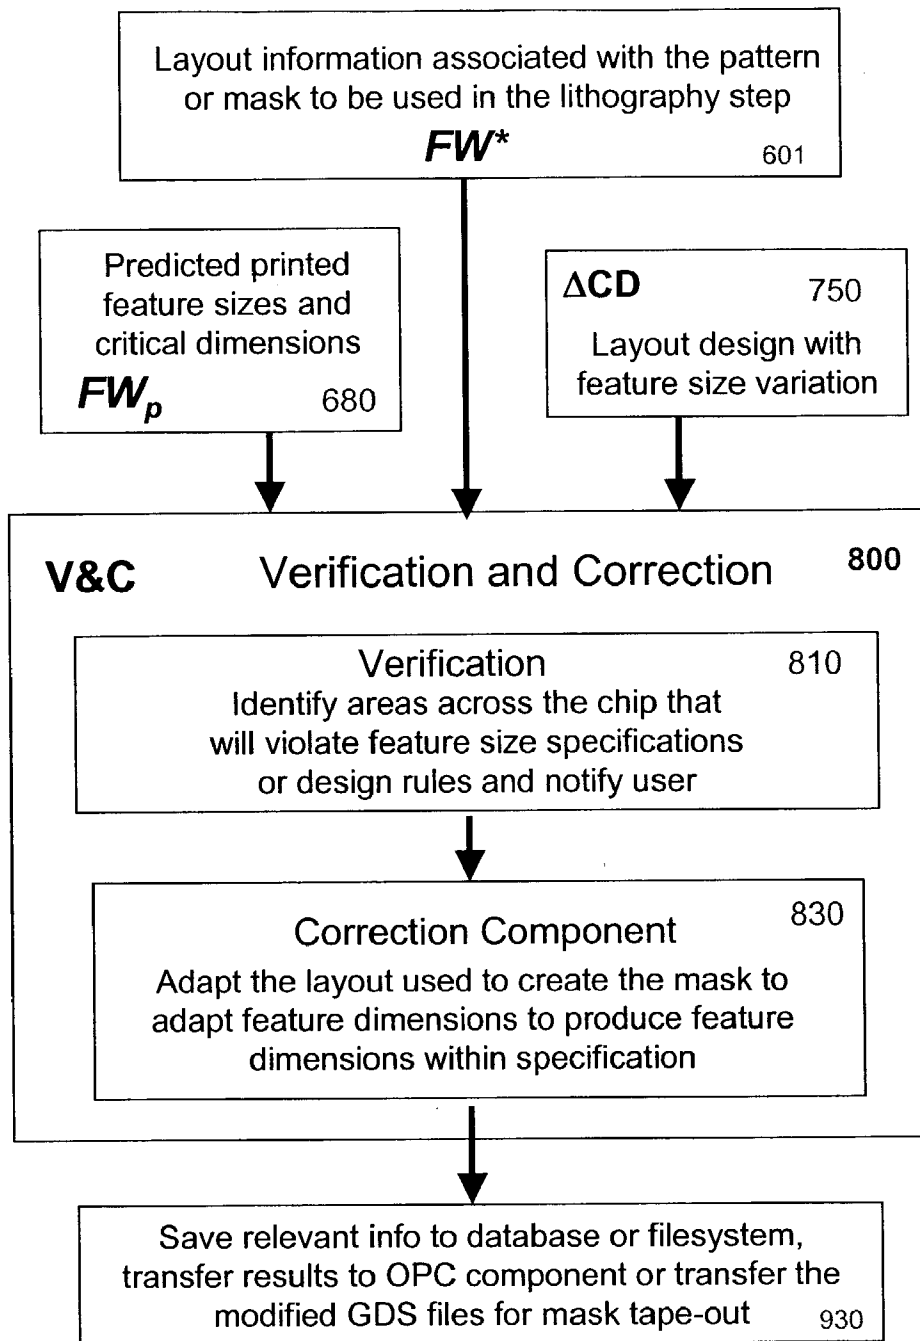 Layout information associated with the pattern
or mask to be used in the lithography step
FW* 601
Predicted printed
feature sizes and
critical dimensions
FWp 680
ΔCD 750
Layout design with
feature size variation
V&C Verification and Correction 800
Verification 810
Identify areas across the chip that
will violate feature size specifications
or design rules and notify user
Correction Component 830
Adapt the layout used to create the mask to
adapt feature dimensions to produce feature
dimensions within specification
Save relevant info to database or filesystem,
transfer results to OPC component or transfer the
modified GDS files for mask tape-out 930